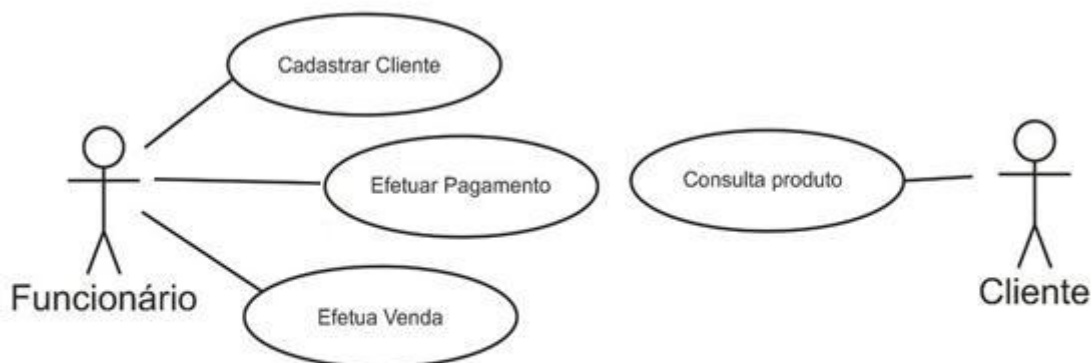 Cadastrar Cliente
Efetuar Pagamento
Consulta produto
Efetua Venda
Funcionário
Cliente